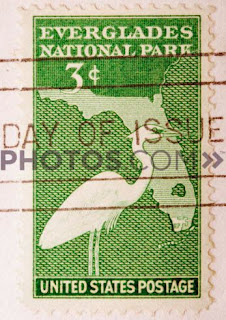 EVERGLADES
NATIONAL PARK
3¢
DAY OF ISSUE
PHOTOS.COM»
UNITED STATES POSTAGE